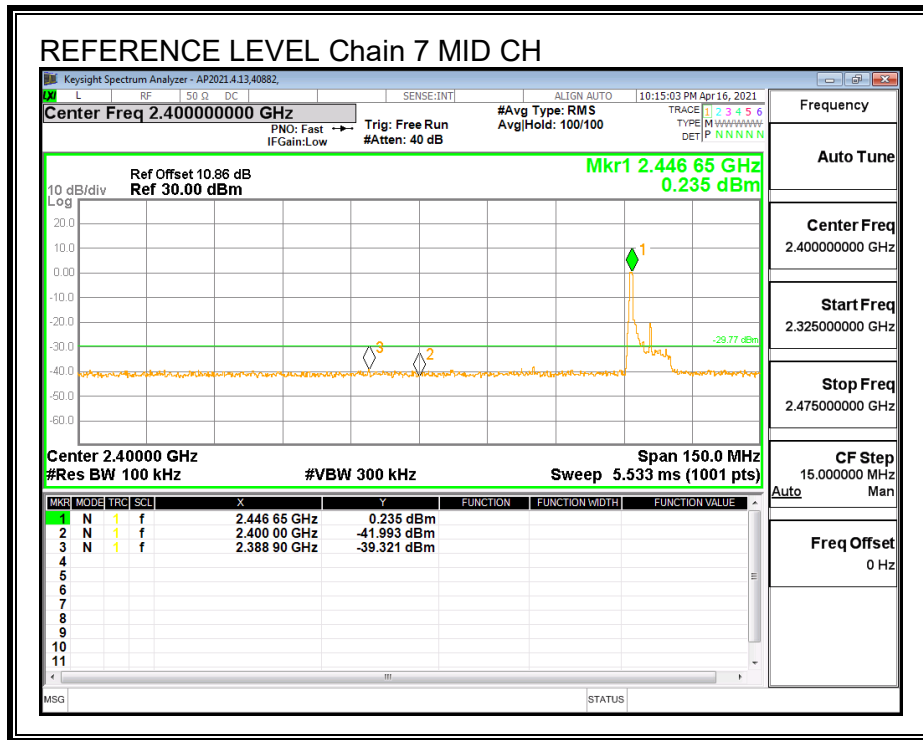 REFERENCE LEVEL Chain 7 MID CH
Keysight Spectrum Analyzer - AP2021.4.13,40882,
LXI L RF 50 Ω DC SENSE:INT ALIGN AUTO 10:15:03 PM Apr 16, 2021
Center Freq 2.400000000 GHz
PNO: Fast
IFGain:Low
Trig: Free Run
#Atten: 40 dB
#Avg Type: RMS
Avg|Hold: 100/100
TRACE 1 2 3 4 5 6
TYPE M WWWWW
DET P N N N N N
Mkr1 2.446 65 GHz
0.235 dBm
Ref Offset 10.86 dB
10 dB/div Ref 30.00 dBm
Log
20.0
10.0
0.00
-10.0
-20.0
-30.0
-40.0
-50.0
-60.0
1
3
2
-29.77 dBm
Center 2.40000 GHz Span 150.0 MHz
#Res BW 100 kHz #VBW 300 kHz Sweep 5.533 ms (1001 pts)
MKR MODE TRC SCL X Y FUNCTION FUNCTION WIDTH FUNCTION VALUE
1 N 1 f 2.446 65 GHz 0.235 dBm
2 N 1 f 2.400 00 GHz -41.993 dBm
3 N 1 f 2.388 90 GHz -39.321 dBm
4
5
6
7
8
9
10
11
MSG STATUS
Frequency
Auto Tune
Center Freq
2.400000000 GHz
Start Freq
2.325000000 GHz
Stop Freq
2.475000000 GHz
CF Step
15.000000 MHz
Auto Man
Freq Offset
0 Hz